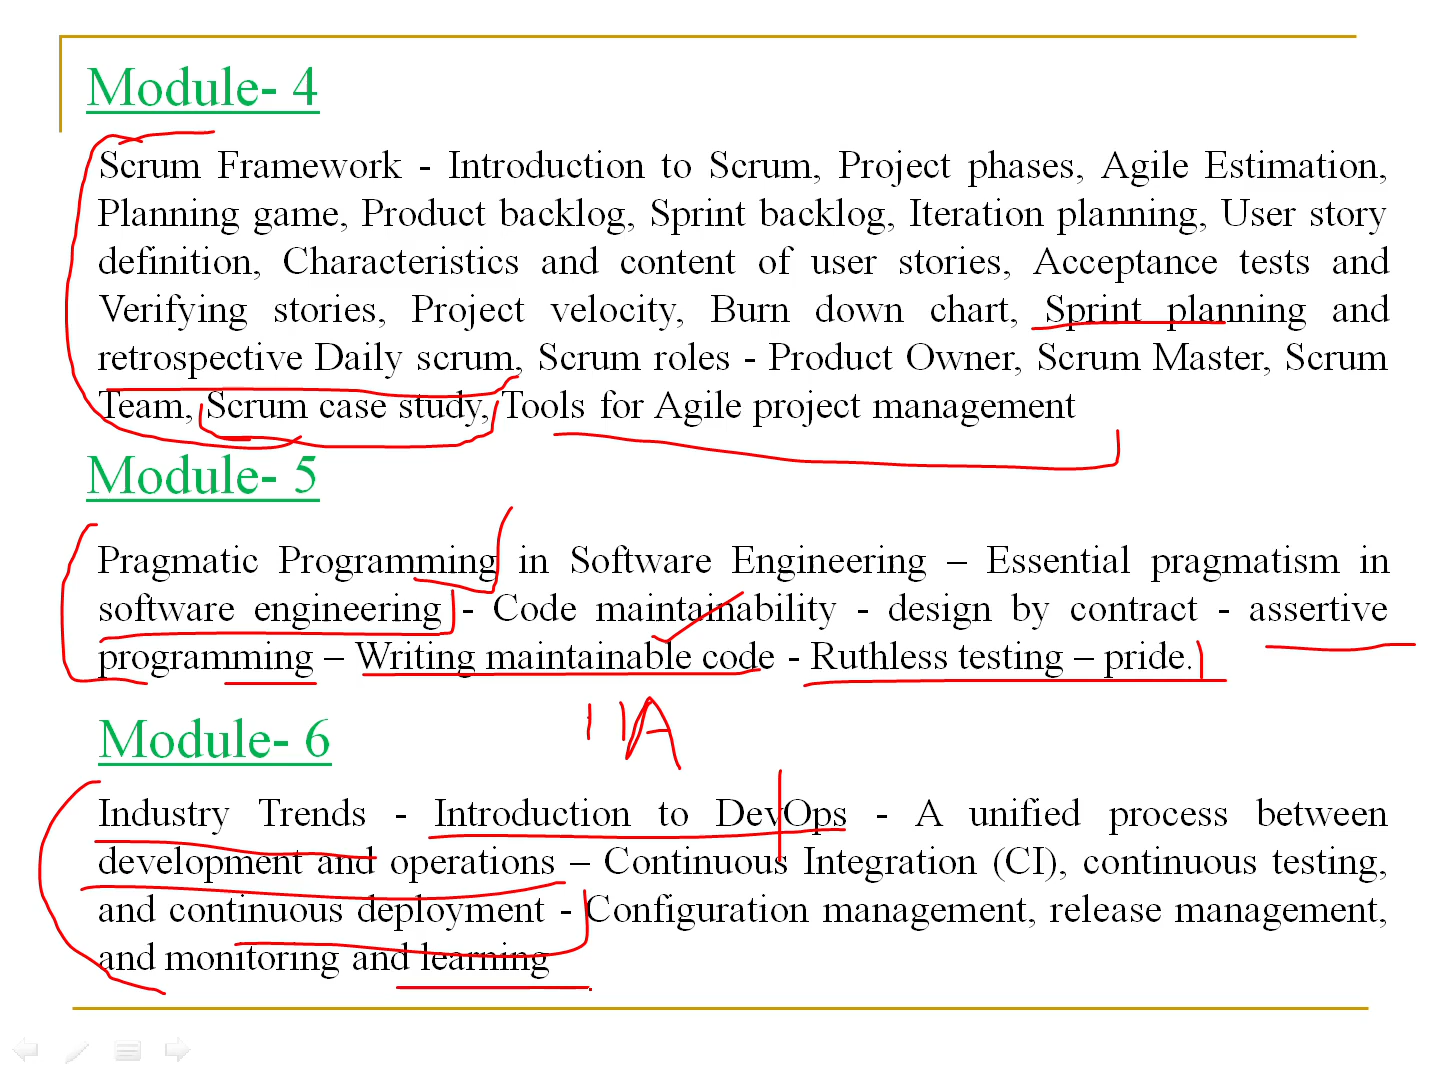 Module- 4
Scrum Framework - Introduction to Scrum, Project phases, Agile Estimation,
Planning game, Product backlog, Sprint backlog, Iteration planning, User story
definition, Characteristics and content of user stories, Acceptance tests and
Verifying stories, Project velocity, Burn down chart, Sprint planning and
retrospective Daily scrum, Scrum roles - Product Owner, Scrum Master, Scrum
Team, Scrum case study, Tools for Agile project management
Module- 5
Pragmatic Programming in Software Engineering – Essential pragmatism in
software engineering - Code maintainability - design by contract - assertive
programming – Writing maintainable code - Ruthless testing – pride.
Module- 6
Industry Trends - Introduction to DevOps - A unified process between
development and operations – Continuous Integration (CI), continuous testing,
and continuous deployment - Configuration management, release management,
and monitoring and learning